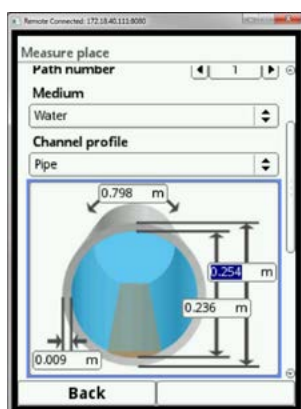 Remote Connected: 172.18.40.111:8080
Measure place
Path number 1
Medium
Water
Channel profile
Pipe
0.798 m
0.254 m
0.236 m
0.009 m
Back